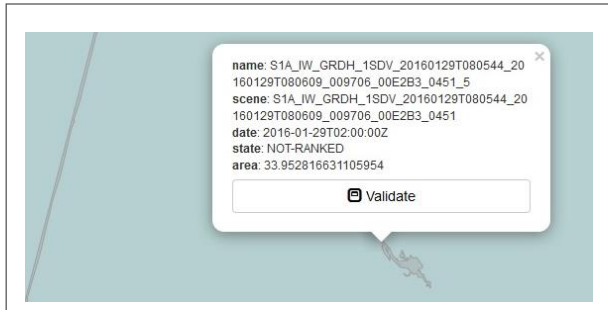 name: S1A_IW_GRDH_1SDV_20160129T080544_20
160129T080609_009706_00E2B3_0451_5
scene: S1A_IW_GRDH_1SDV_20160129T080544_20
160129T080609_009706_00E2B3_0451
date: 2016-01-29T02:00:00Z
state: NOT-RANKED
area: 33.952816631105954
Validate